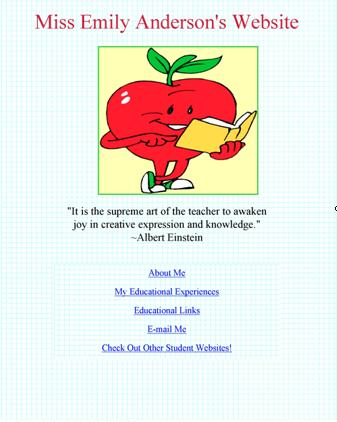 Miss Emily Anderson's Website
"It is the supreme art of the teacher to awaken
joy in creative expression and knowledge."
~Albert Einstein
About Me
My Educational Experiences
Educational Links
E-mail Me
Check Out Other Student Websites!